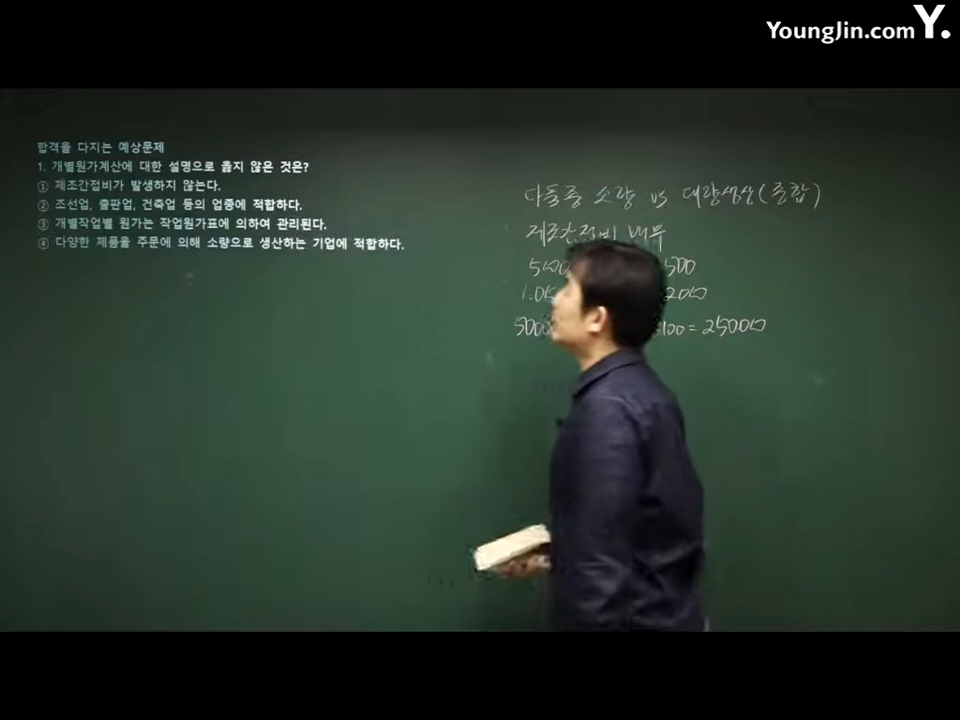 YoungJin.com Y.
합격을 다지는 예상문제
1. 개별원가계산에 대한 설명으로 옳지 않은 것은?
① 제조간접비가 발생하지 않는다.
② 조선업, 출판업, 건축업 등의 업종에 적합하다.
③ 개별작업별 원가는 작업원가표에 의하여 관리된다.
④ 다양한 제품을 주문에 의해 소량으로 생산하는 기업에 적합하다.
다품종 소량 vs 대량생산(종합)
제조간접비 배부
500
100 = 25000